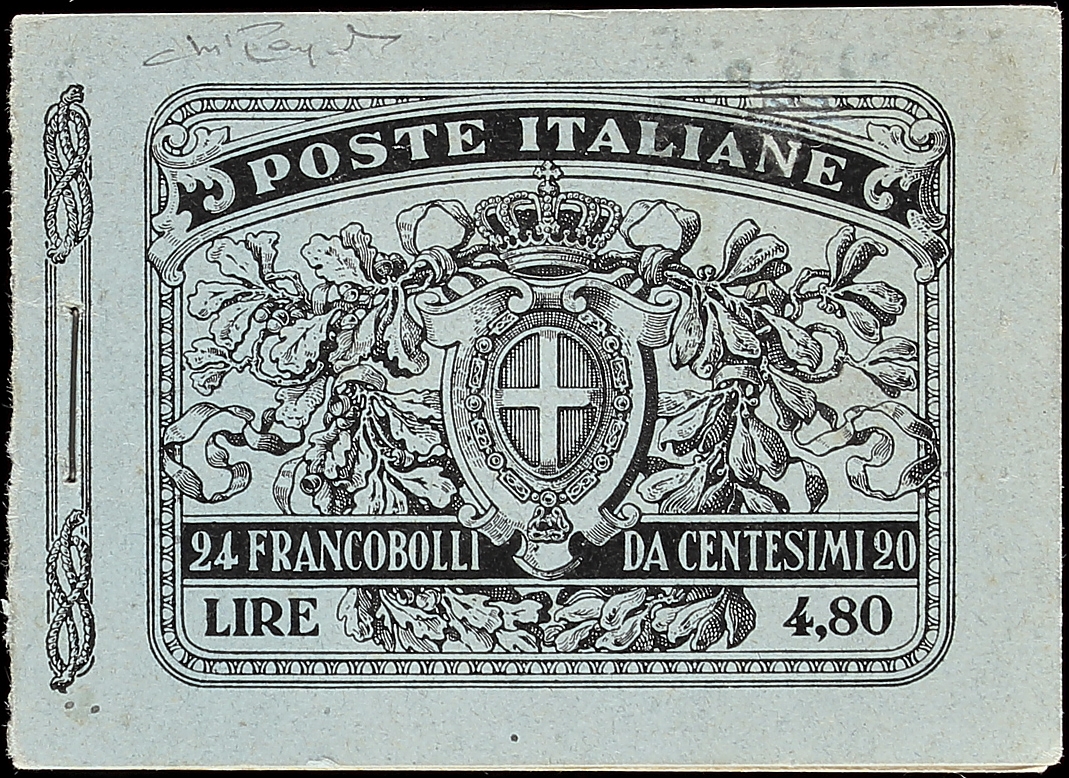 POSTE ITALIANE
24 FRANCOBOLLI DA CENTESIMI 20
LIRE 4,80